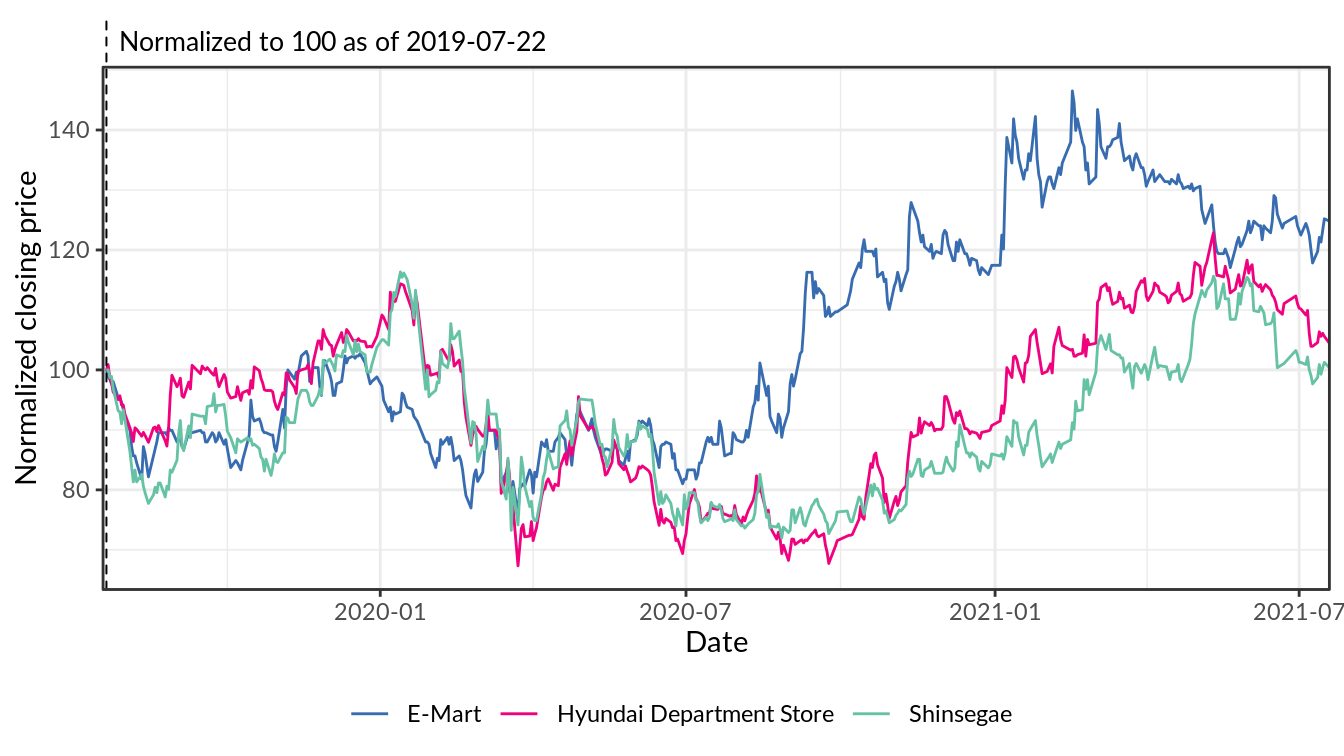 Normalized to 100 as of 2019-07-22
Normalized closing price
140
120
100
80
2020-01
2020-07
2021-01
2021-07
Date
E-Mart
Hyundai Department Store
Shinsegae